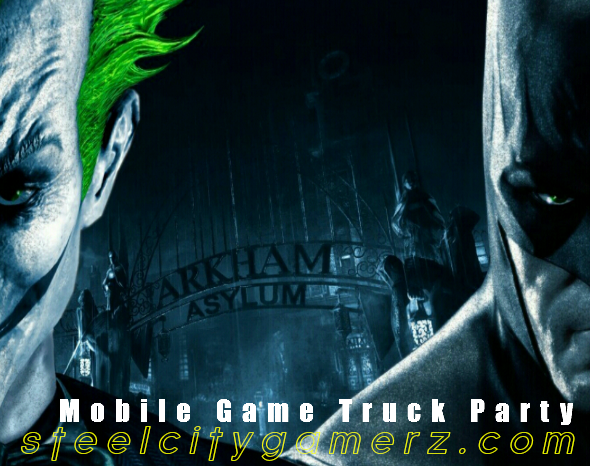 ARKHAM
ASYLUM
Mobile Game Truck Party
steelcitygamerz.com